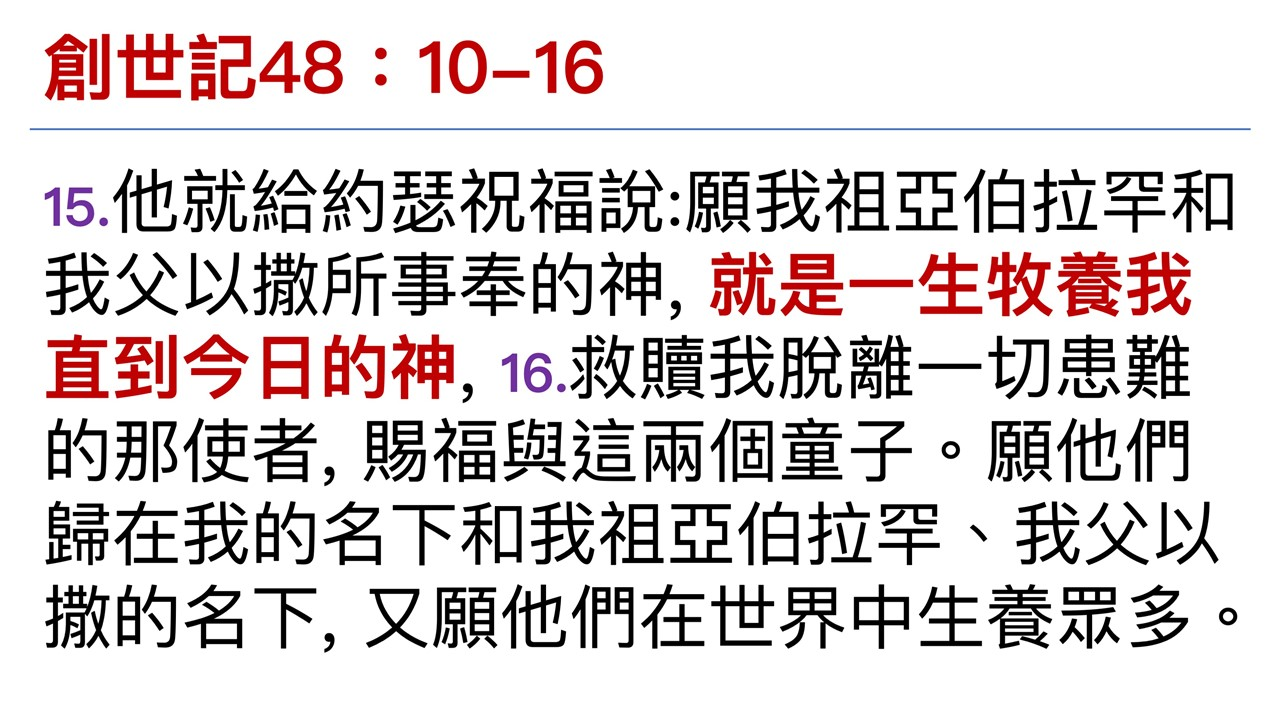 創世記48：10–16
15.他就給約瑟祝福說:願我祖亞伯拉罕和
我父以撒所事奉的神, 就是一生牧養我
直到今日的神, 16.救贖我脫離一切患難
的那使者, 賜福與這兩個童子。願他們
歸在我的名下和我祖亞伯拉罕、我父以
撒的名下, 又願他們在世界中生養眾多。